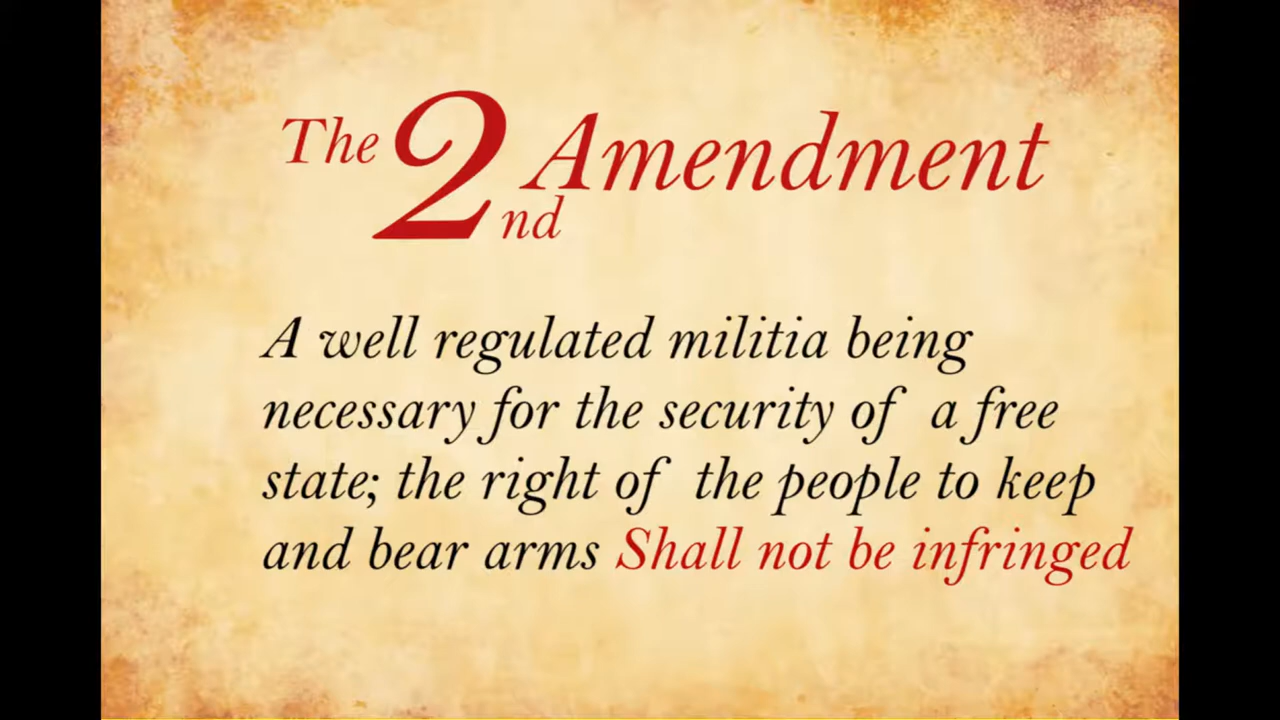 The 2nd Amendment
A well regulated militia being
necessary for the security of a free
state; the right of the people to keep
and bear arms Shall not be infringed